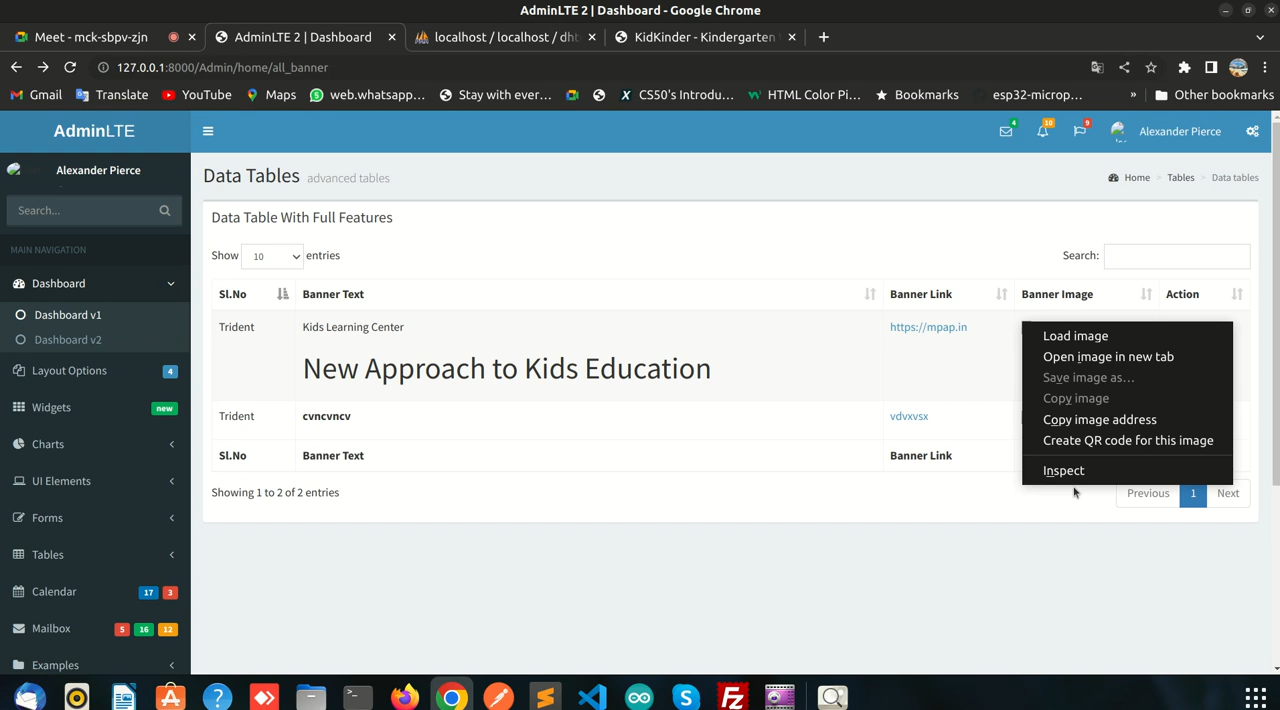 AdminLTE 2 | Dashboard - Google Chrome
Meet - mck-sbpv-zjn
AdminLTE 2 | Dashboard
localhost / localhost / dht
KidKinder - Kindergarten
127.0.0.1:8000/Admin/home/all_banner
Gmail
Translate
YouTube
Maps
web.whatsapp...
Stay with ever...
CS50's Introdu...
HTML Color Pi...
Bookmarks
esp32-microp...
»
Other bookmarks
AdminLTE
4
10
9
Alexander Pierce
Alexander Pierce
Data Tables advanced tables
Home
Tables
Data tables
Search...
Data Table With Full Features
MAIN NAVIGATION
Show 10 entries
Search:
Dashboard
Sl.No
Banner Text
Banner Link
Banner Image
Action
Dashboard v1
Dashboard v2
Trident
Kids Learning Center
https://mpap.in
New Approach to Kids Education
Layout Options 4
Widgets new
Trident
cvncvncv
vdvxvsx
Charts
Sl.No
Banner Text
Banner Link
UI Elements
Showing 1 to 2 of 2 entries
Previous
1
Next
Load image
Open image in new tab
Save image as...
Copy image
Copy image address
Create QR code for this image
Inspect
Forms
Tables
Calendar 17 3
Mailbox 5 16 12
Examples